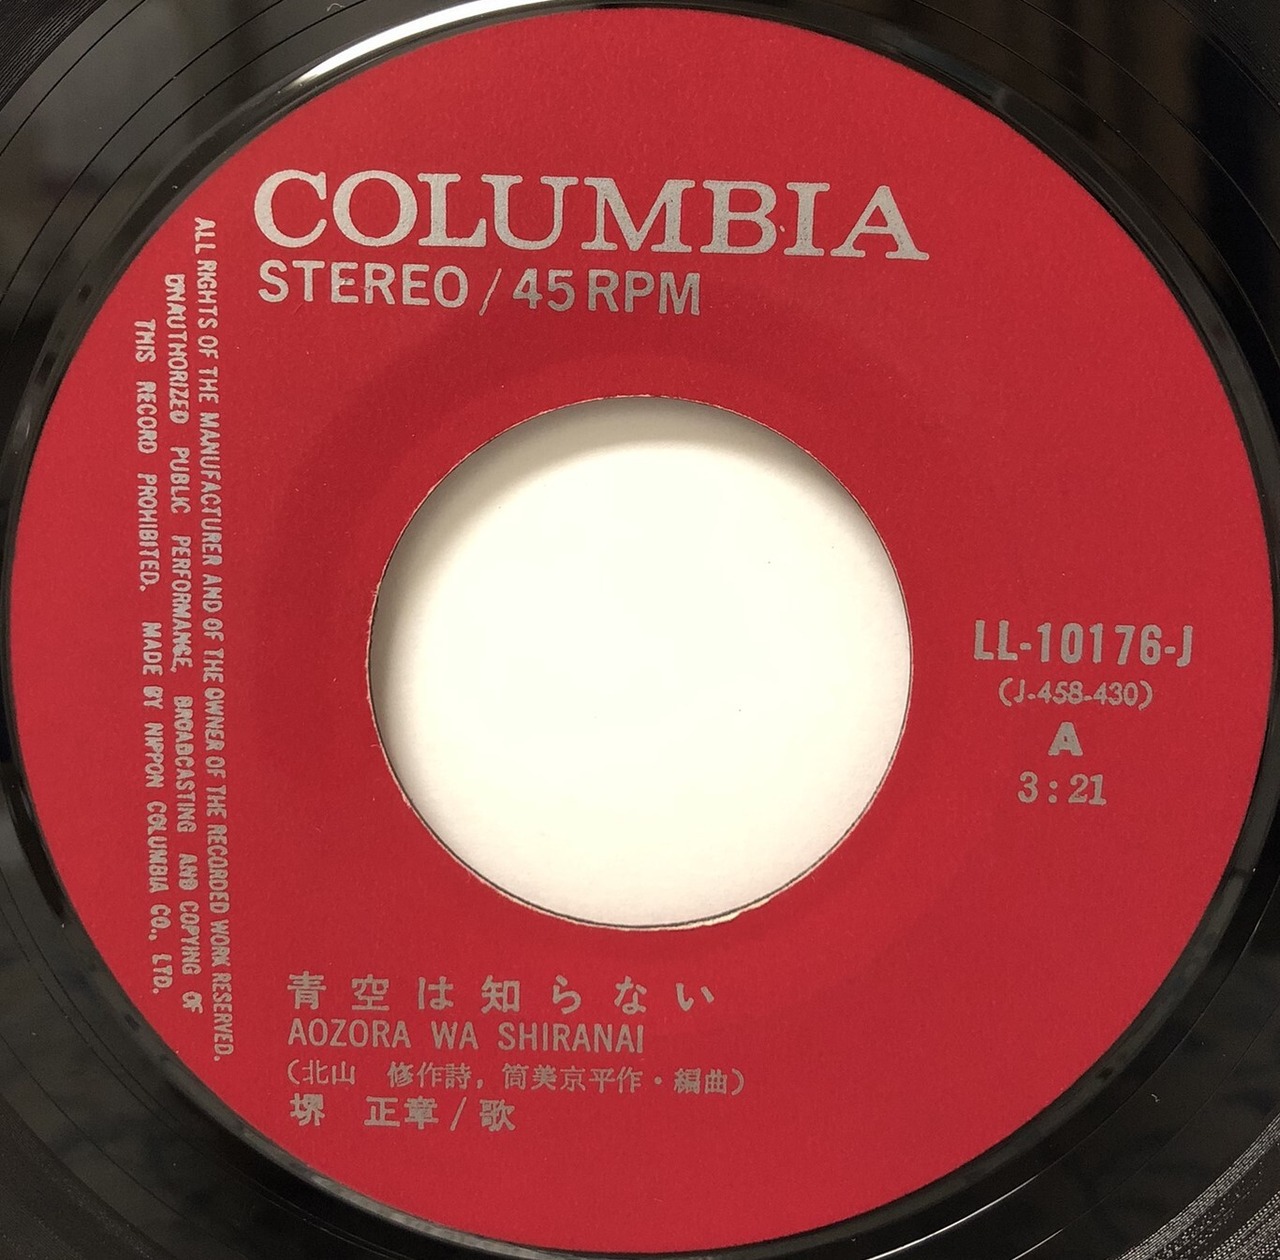 COLUMBIA
STEREO / 45 RPM
ALL RIGHTS OF THE MANUFACTURER AND OF THE OWNER OF THE RECORDED WORK RESERVED.
UNAUTHORIZED PUBLIC PERFORMANCE, BROADCASTING AND COPYING OF
THIS RECORD PROHIBITED. MADE BY NIPPON COLUMBIA CO., LTD.
LL-10176-J
(J-458-430)
A
3:21
青空は知らない
AOZORA WA SHIRANAI
(北山 修作詩, 筒美京平作・編曲)
堺 正章 / 歌